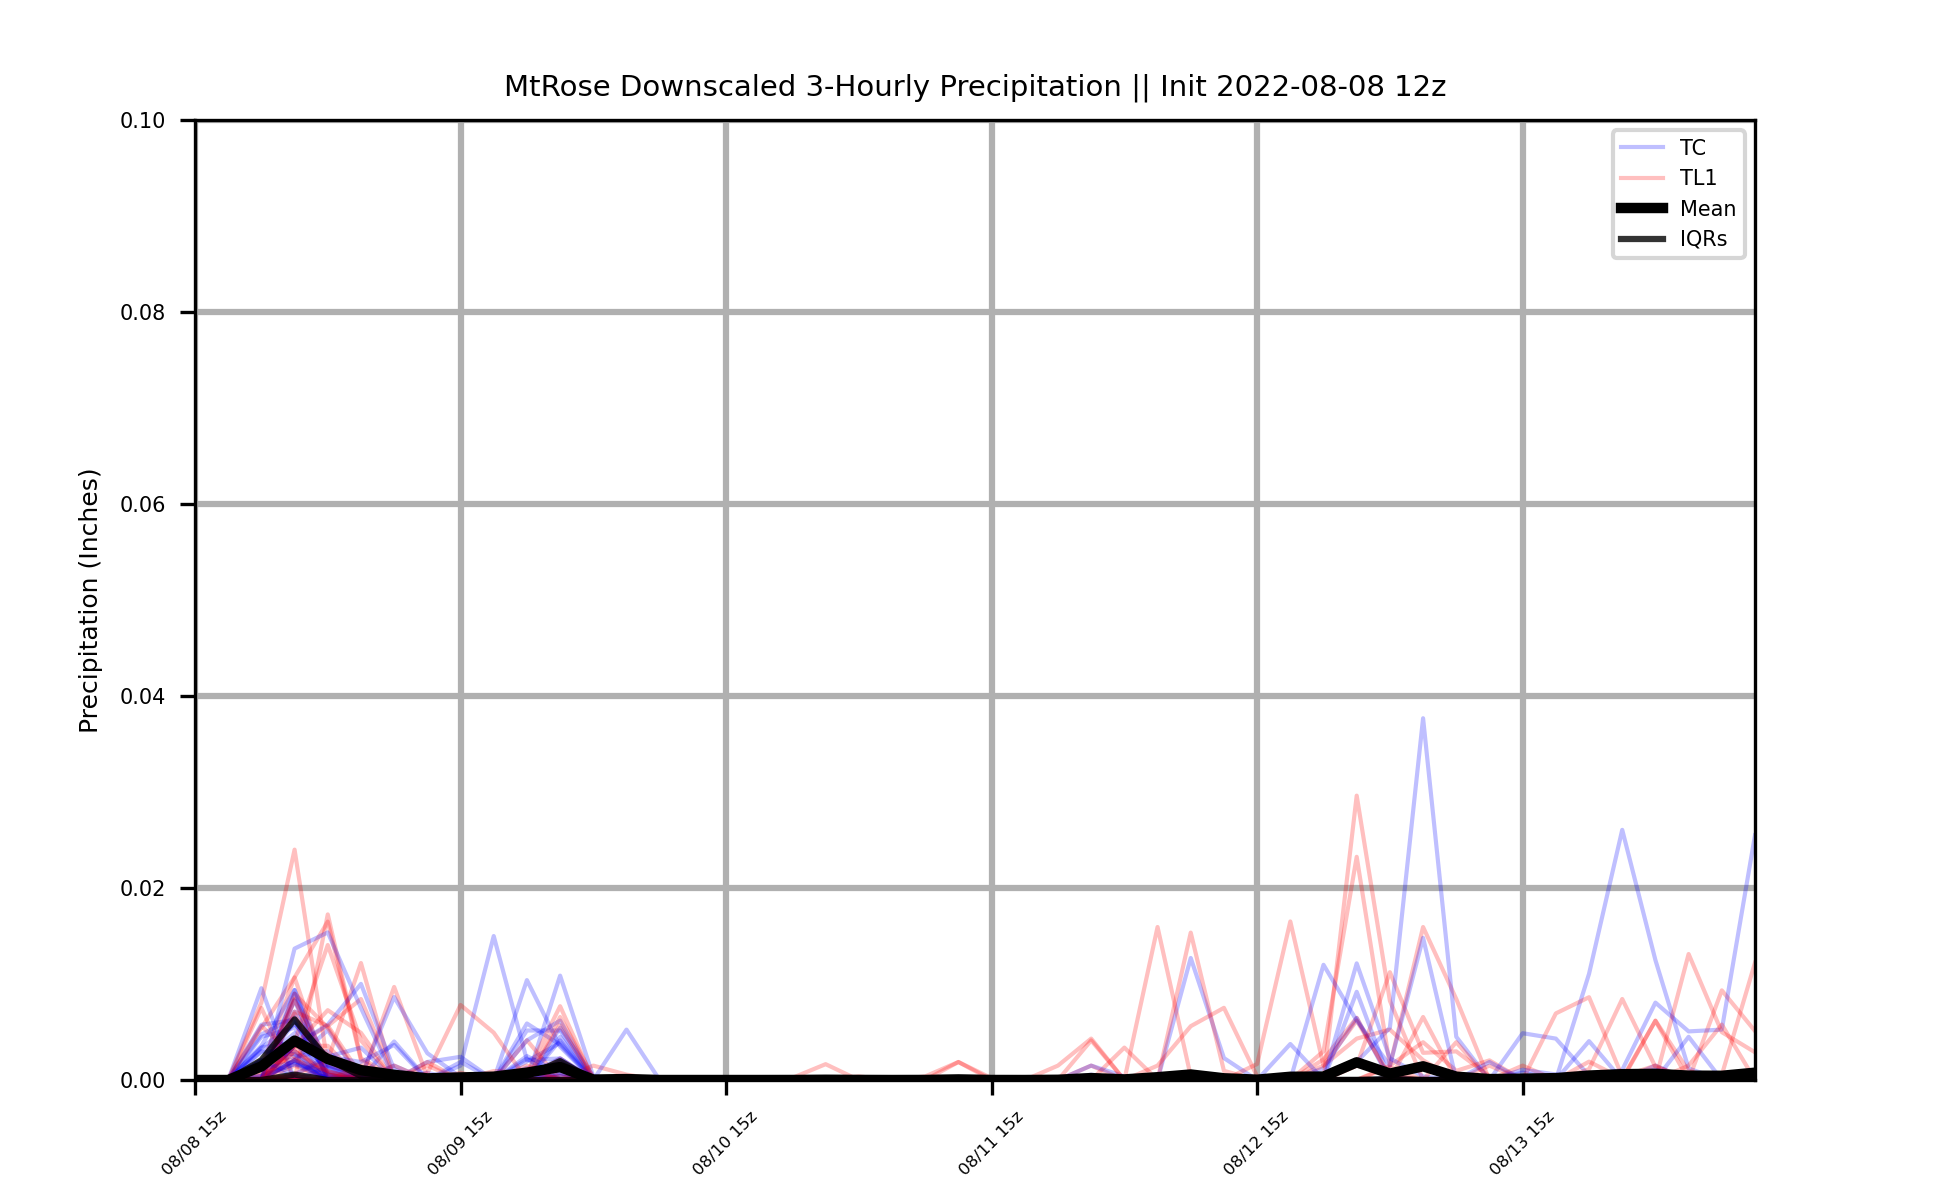 MtRose Downscaled 3-Hourly Precipitation || Init 2022-08-08 12z
0.10
0.08
0.06
0.04
0.02
0.00
Precipitation (Inches)
TC
TL1
Mean
IQRs
08/08 15z
08/09 15z
08/10 15z
08/11 15z
08/12 15z
08/13 15z